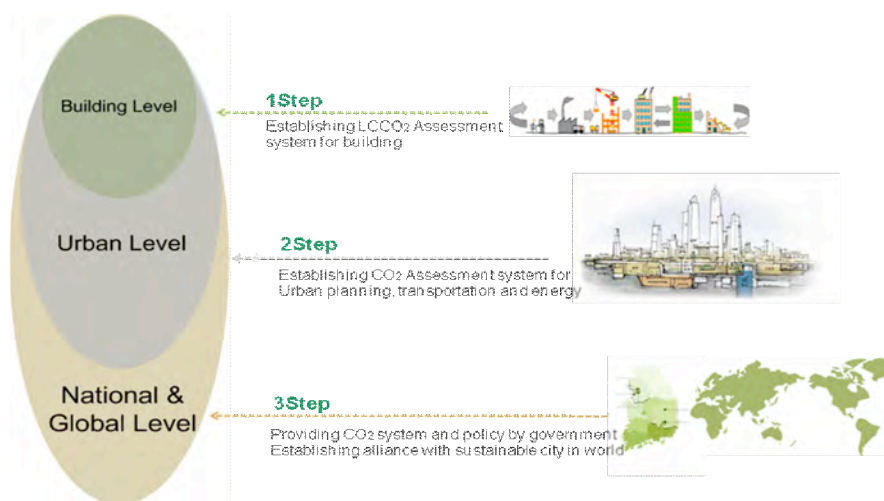 Building Level
1Step
Establishing LCCO₂ Assessment
system for building
Urban Level
2Step
Establishing CO₂ Assessment system for
Urban planning, transportation and energy
National &
Global Level
3Step
Providing CO₂ system and policy by government
Establishing alliance with sustainable city in world